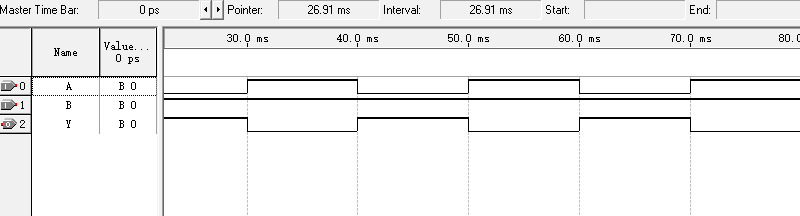 Master Time Bar: 0 ps Pointer: 26.91 ms Interval: 26.91 ms Start: End:
Name Value... 0 ps 30.0 ms 40.0 ms 50.0 ms 60.0 ms 70.0 ms 80.0
0 A B 0
1 B B 0
2 Y B 0